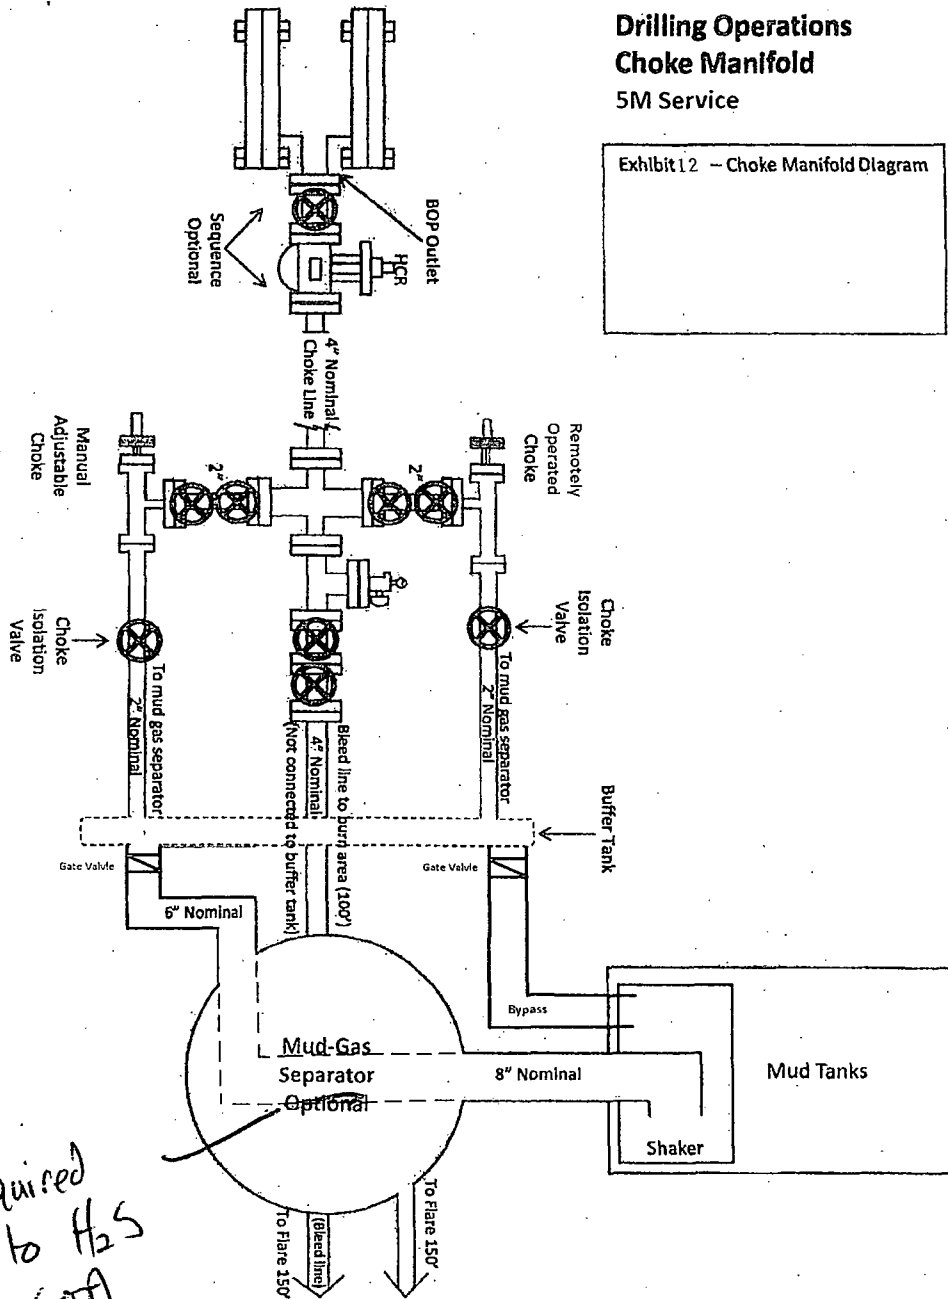 Drilling Operations
Choke Manifold
5M Service
Exhibit 12 – Choke Manifold Diagram
BOP Outlet
HCR
Sequence
Optional
4" Nominal
Choke Line
Manual
Adjustable
Choke
2"
2"
Remotely
Operated
Choke
Choke
Isolation
Valve
Choke
Isolation
Valve
To mud gas separator
2" Nominal
Bleed line to burn area (100')
4" Nominal
(Not connected to buffer tank)
To mud gas separator
2" Nominal
Buffer Tank
Gate Valvle
Gate Valvle
6" Nominal
Bypass
Mud-Gas
Separator
Optional
8" Nominal
Mud Tanks
Shaker
quired
to H2S
To Flare 150'
(Bleed line)
To Flare 150'